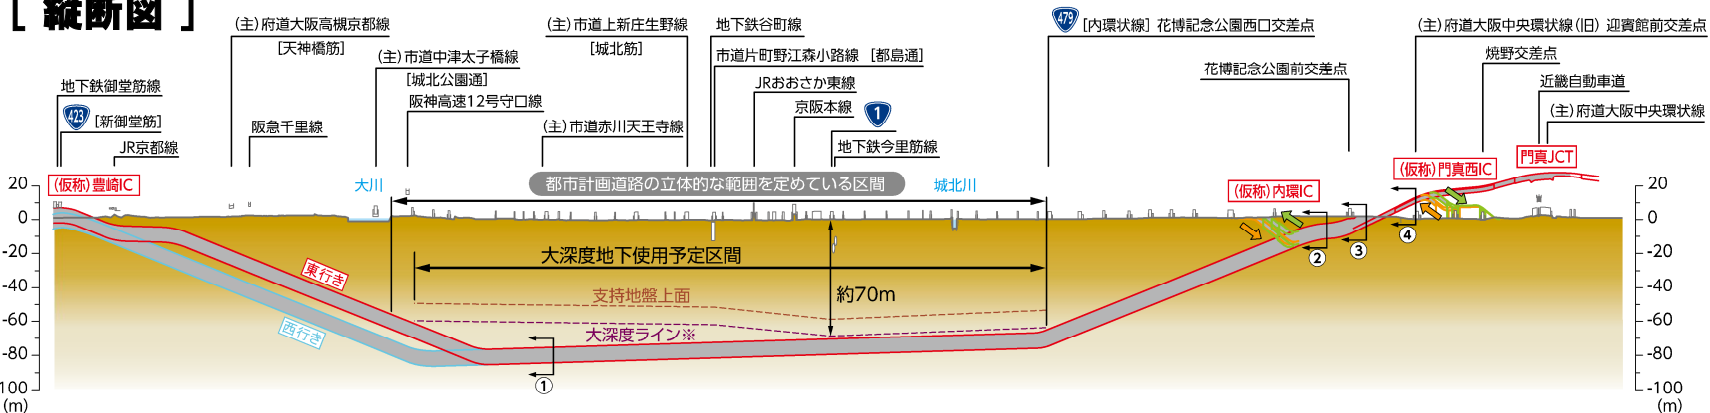 [ 縦断図 ]
(主)府道大阪高槻京都線
[天神橋筋]
(主)市道中津太子橋線
[城北公園通]
阪神高速12号守口線
地下鉄御堂筋線
423 [新御堂筋]
JR京都線
阪急千里線
(主)市道上新庄生野線
[城北筋]
(主)市道赤川天王寺線
地下鉄谷町線
市道片町野江森小路線 [都島通]
JRおおさか東線
京阪本線
1
地下鉄今里筋線
479 [内環状線] 花博記念公園西口交差点
花博記念公園前交差点
(主)府道大阪中央環状線(旧) 迎賓館前交差点
焼野交差点
近畿自動車道
(主)府道大阪中央環状線
(仮称)豊崎IC
大川
都市計画道路の立体的な範囲を定めている区間
城北川
(仮称)内環IC
(仮称)門真西IC
門真JCT
20
0
-20
-40
-60
-80
100
(m)
東行き
西行き
大深度地下使用予定区間
支持地盤上面
大深度ライン※
約70m
①
②
③
④
20
0
-20
-40
-60
-80
-100
(m)